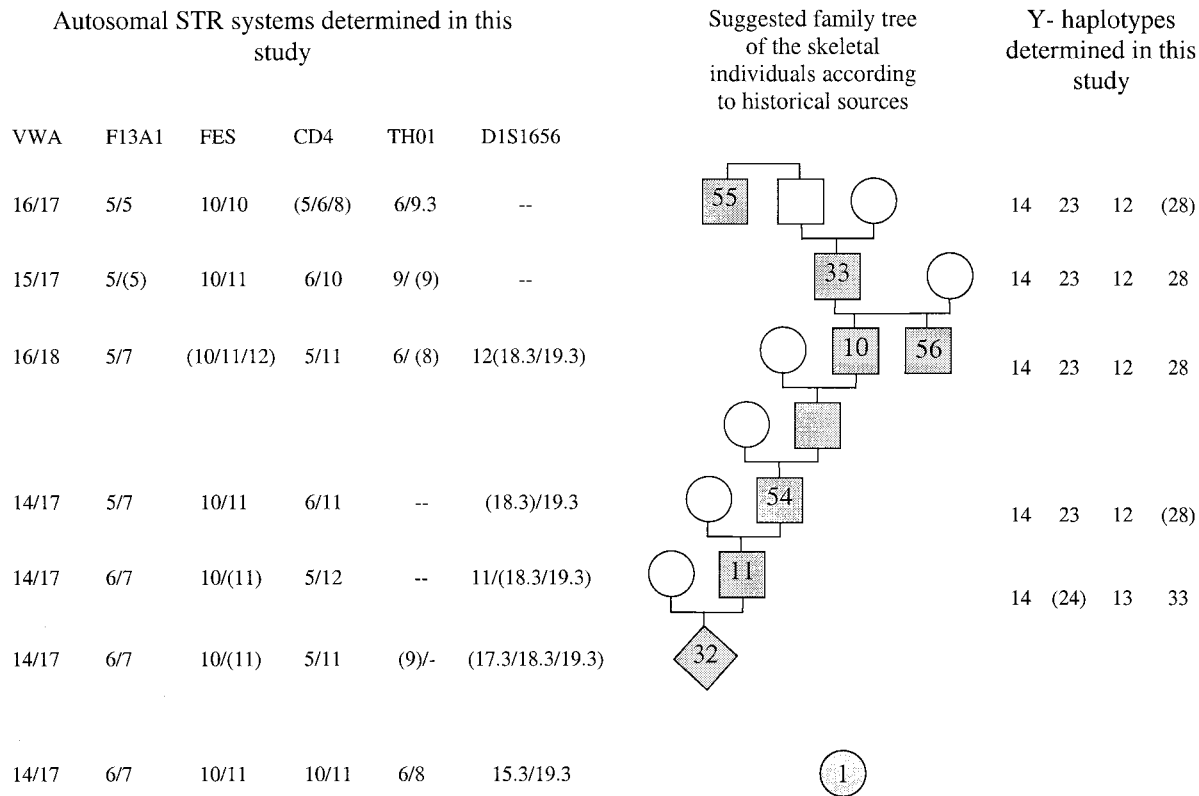 Autosomal STR systems determined in this
study
Suggested family tree
of the skeletal
individuals according
to historical sources
Y- haplotypes
determined in this
study
VWA F13A1 FES CD4 TH01 D1S1656
16/17 5/5 10/10 (5/6/8) 6/9.3 -- 55 14 23 12 (28)
15/17 5/(5) 10/11 6/10 9/ (9) -- 33 14 23 12 28
16/18 5/7 (10/11/12) 5/11 6/ (8) 12(18.3/19.3) 10 56 14 23 12 28
14/17 5/7 10/11 6/11 -- (18.3)/19.3 54 14 23 12 (28)
14/17 6/7 10/(11) 5/12 -- 11/(18.3/19.3) 11 14 (24) 13 33
14/17 6/7 10/(11) 5/11 (9)/- (17.3/18.3/19.3) 32
14/17 6/7 10/11 10/11 6/8 15.3/19.3 1